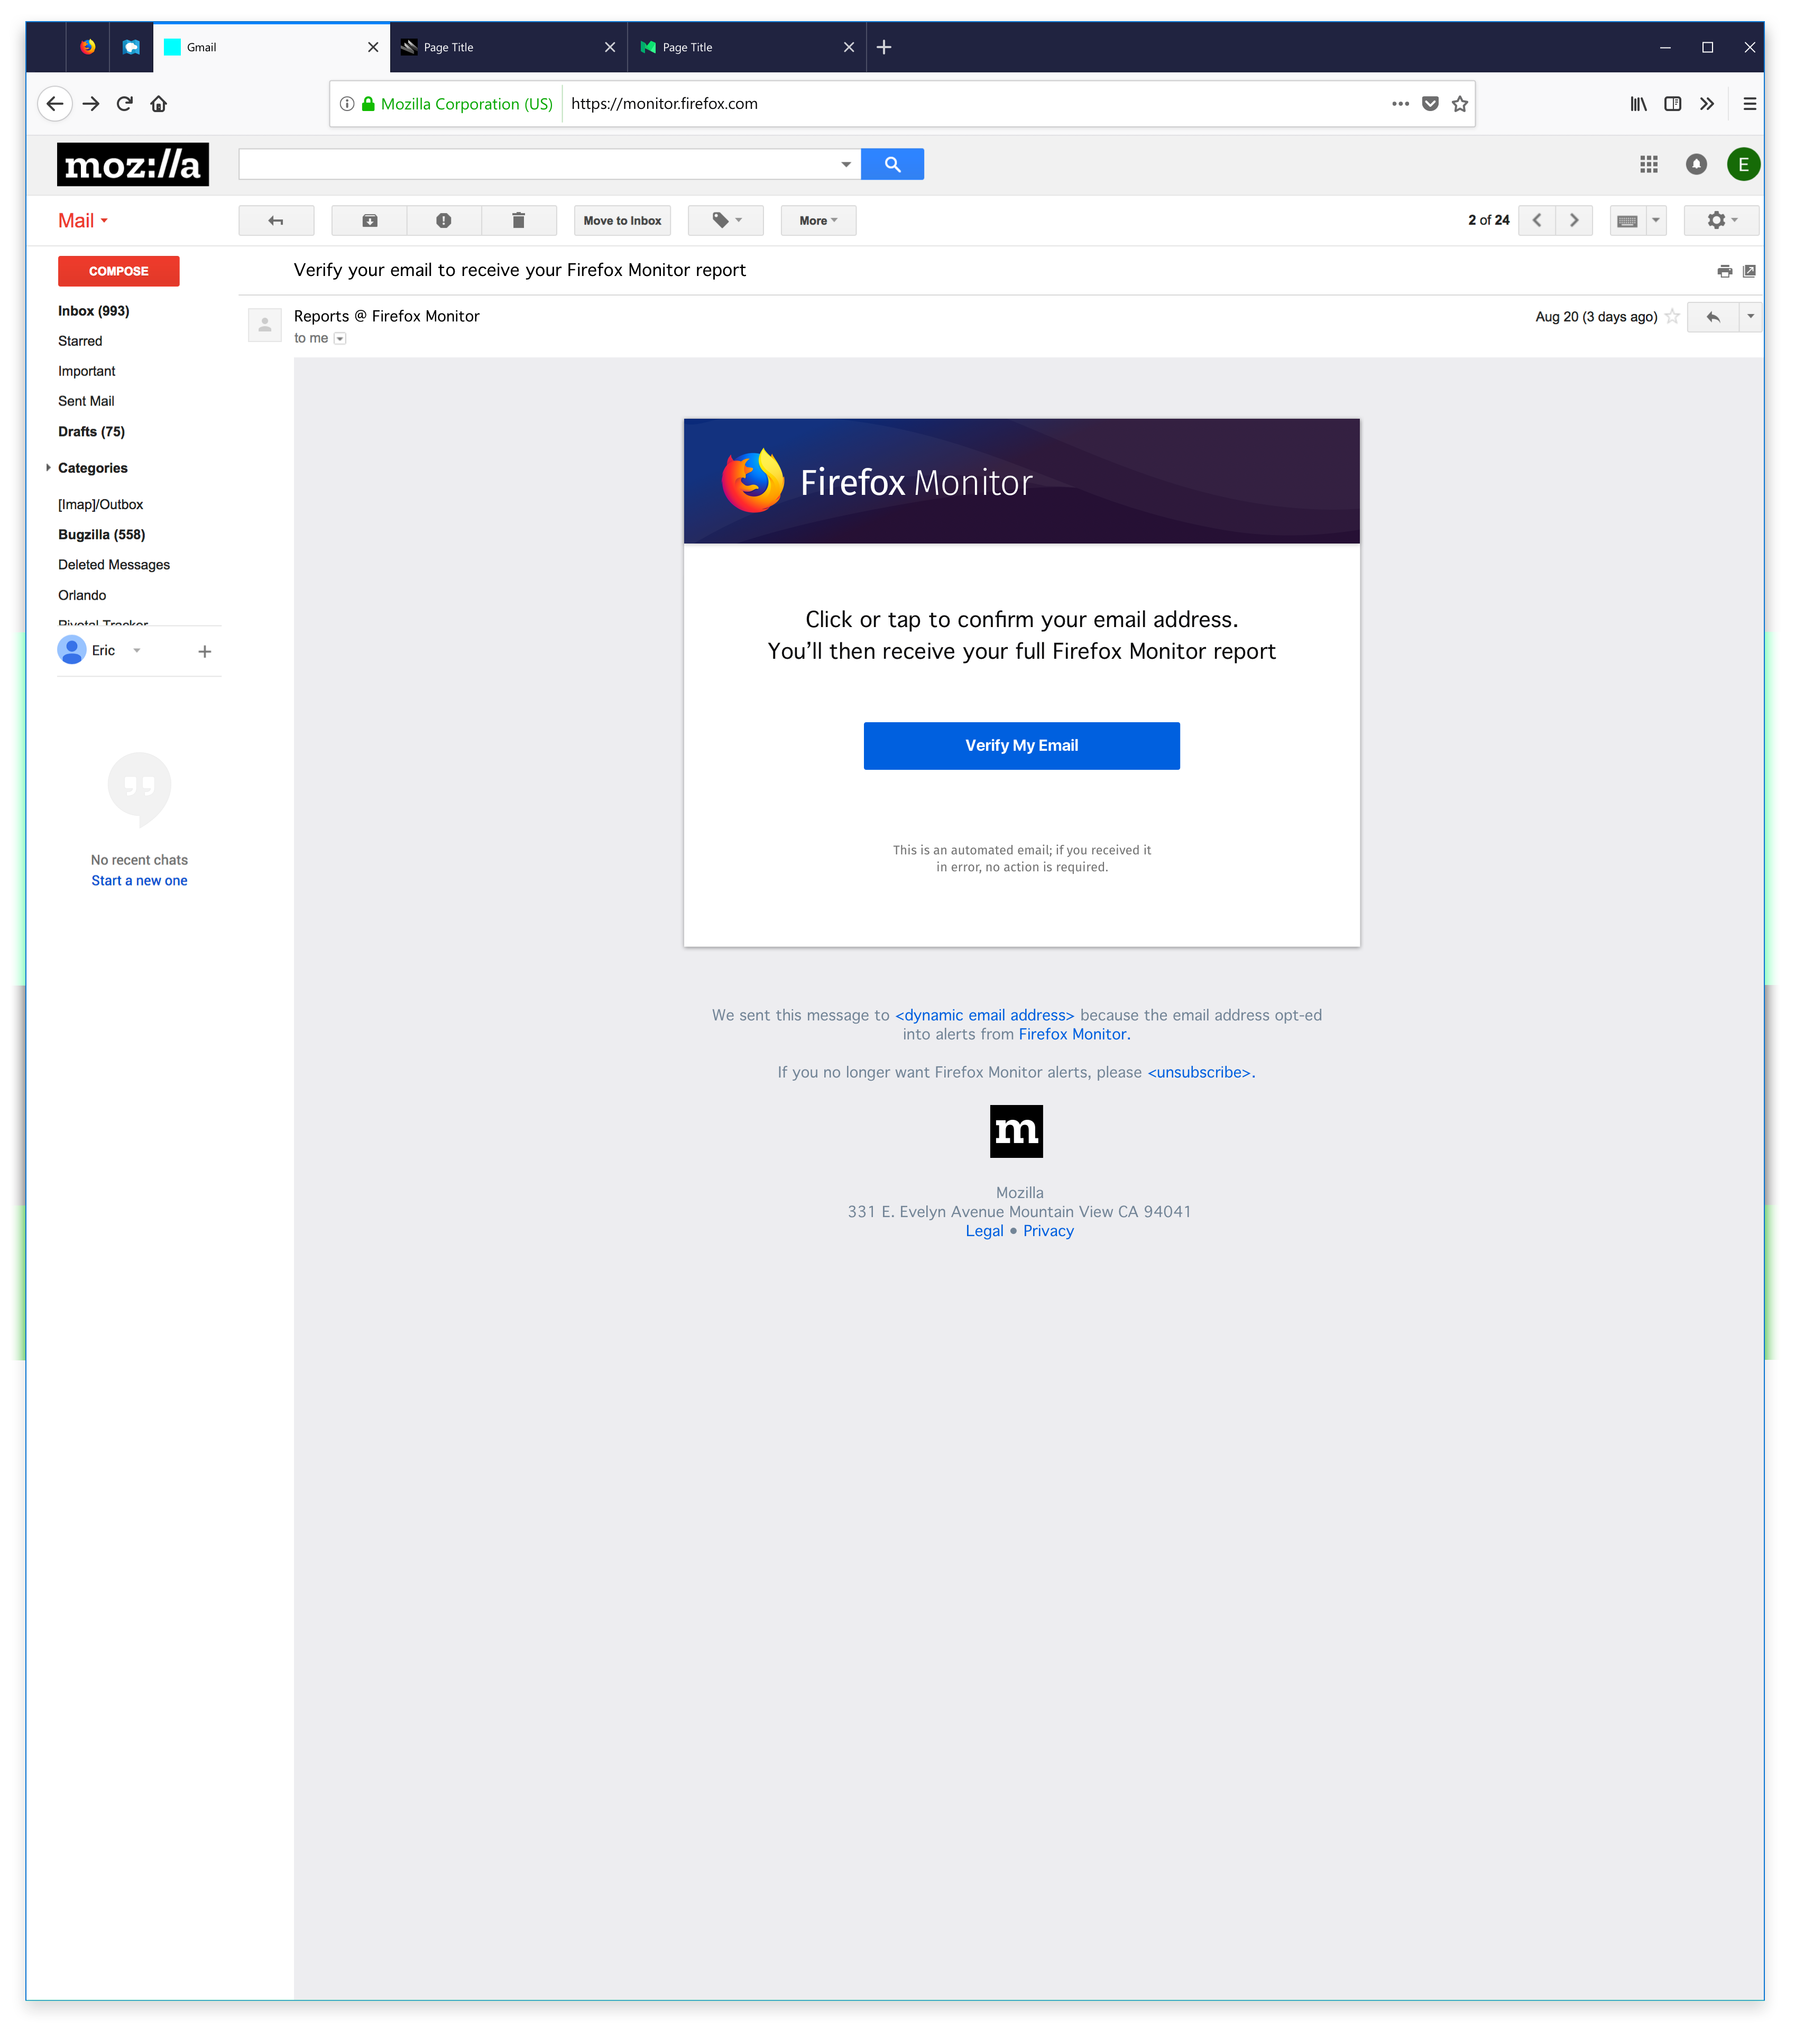 Gmail
Page Title
Page Title
Mozilla Corporation (US)
https://monitor.firefox.com
moz://a
E
Mail
Move to Inbox
More
2 of 24
COMPOSE
Verify your email to receive your Firefox Monitor report
Inbox (993)
Reports @ Firefox Monitor
Aug 20 (3 days ago)
to me
Starred
Important
Sent Mail
Drafts (75)
Categories
[Imap]/Outbox
Bugzilla (558)
Deleted Messages
Orlando
Pivotal Tracker
Eric
No recent chats
Start a new one
Firefox Monitor
Click or tap to confirm your email address.
You’ll then receive your full Firefox Monitor report
Verify My Email
This is an automated email; if you received it
in error, no action is required.
We sent this message to <dynamic email address> because the email address opt-ed
into alerts from Firefox Monitor.
If you no longer want Firefox Monitor alerts, please <unsubscribe>.
m
Mozilla
331 E. Evelyn Avenue Mountain View CA 94041
Legal • Privacy